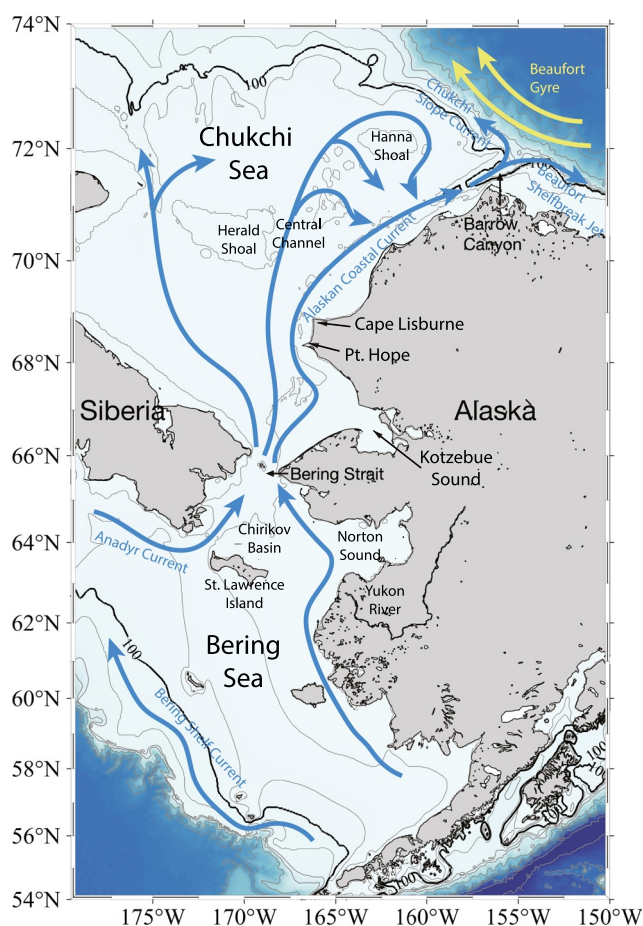 74°N
72°N
70°N
68°N
66°N
64°N
62°N
60°N
58°N
56°N
54°N
175°W
170°W
165°W
160°W
155°W
150°W
Beaufort
Gyre
100
Chukchi
Slope Current
Chukchi
Sea
Hanna
Shoal
100
Beaufort
Shelfbreak Jet
Barrow
Canyon
Herald
Shoal
Central
Channel
Alaskan Coastal Current
Cape Lisburne
Pt. Hope
Siberia
Alaska
Kotzebue
Sound
Bering Strait
Anadyr Current
Chirikov
Basin
Norton
Sound
St. Lawrence
Island
Yukon
River
Bering
Sea
100
Bering Shelf Current
100
100